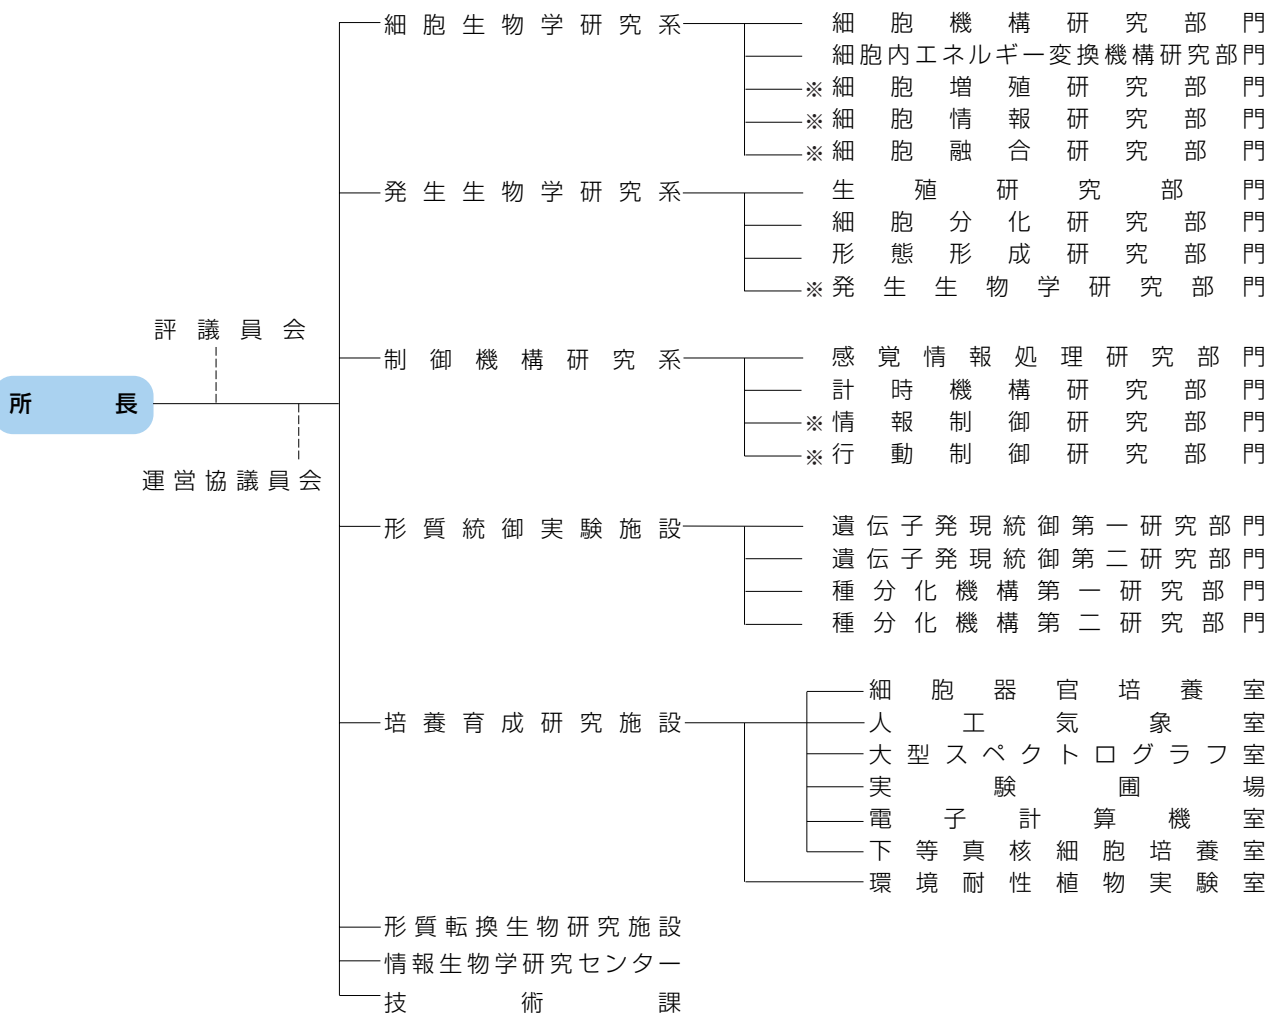 所長
評議員会
運営協議員会
細胞生物学研究系
細胞機構研究部門
細胞内エネルギー変換機構研究部門
※細胞増殖研究部門
※細胞情報研究部門
※細胞融合研究部門
発生生物学研究系
生殖研究部門
細胞分化研究部門
形態形成研究部門
※発生生物学研究部門
制御機構研究系
感覚情報処理研究部門
計時機構研究部門
※情報制御研究部門
※行動制御研究部門
形質統御実験施設
遺伝子発現統御第一研究部門
遺伝子発現統御第二研究部門
種分化機構第一研究部門
種分化機構第二研究部門
培養育成研究施設
細胞器官培養室
人工気象室
大型スペクトログラフ室
実験圃場
電子計算機室
下等真核細胞培養室
環境耐性植物実験室
形質転換生物研究施設
情報生物学研究センター
技術課